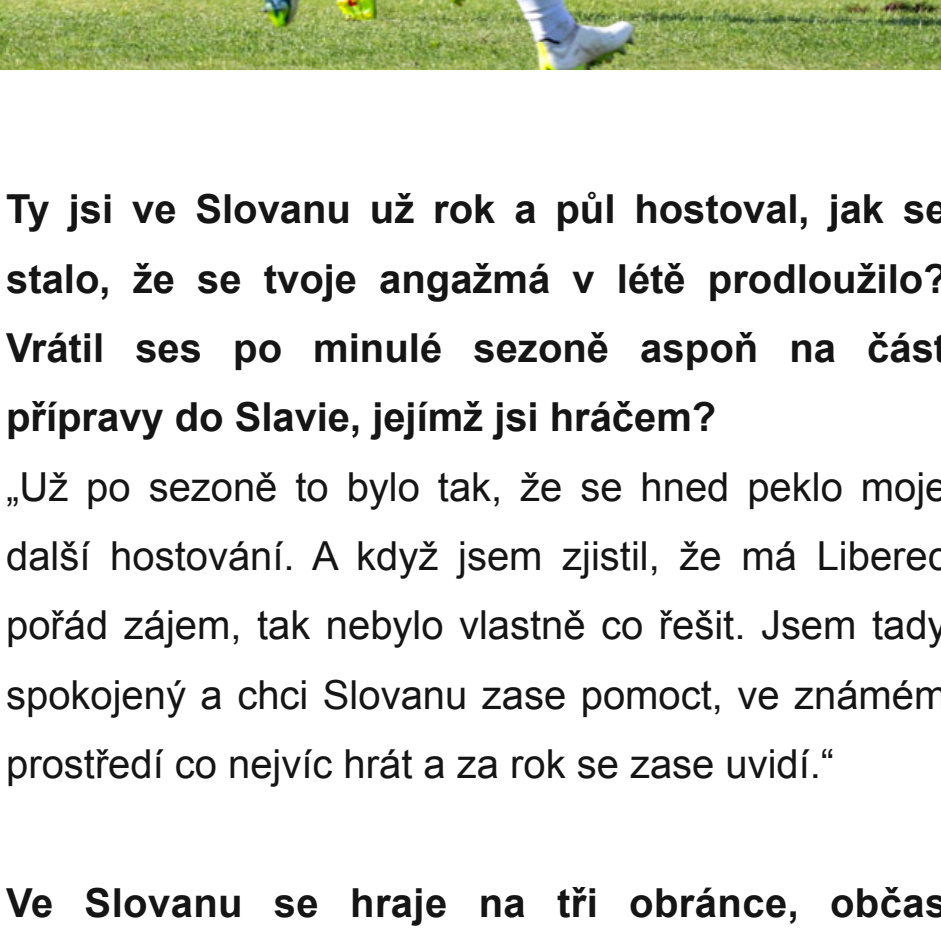 Ty jsi ve Slovanu už rok a půl hostoval, jak se
stalo, že se tvoje angažmá v létě prodloužilo?
Vrátil ses po minulé sezoně aspoň na část
přípravy do Slavie, jejímž jsi hráčem?
„Už po sezoně to bylo tak, že se hned peklo moje
další hostování. A když jsem zjistil, že má Liberec
pořád zájem, tak nebylo vlastně co řešit. Jsem tady
spokojený a chci Slovanu zase pomoct, ve známém
prostředí co nejvíc hrát a za rok se zase uvidí.“
Ve Slovanu se hraje na tři obránce, občas